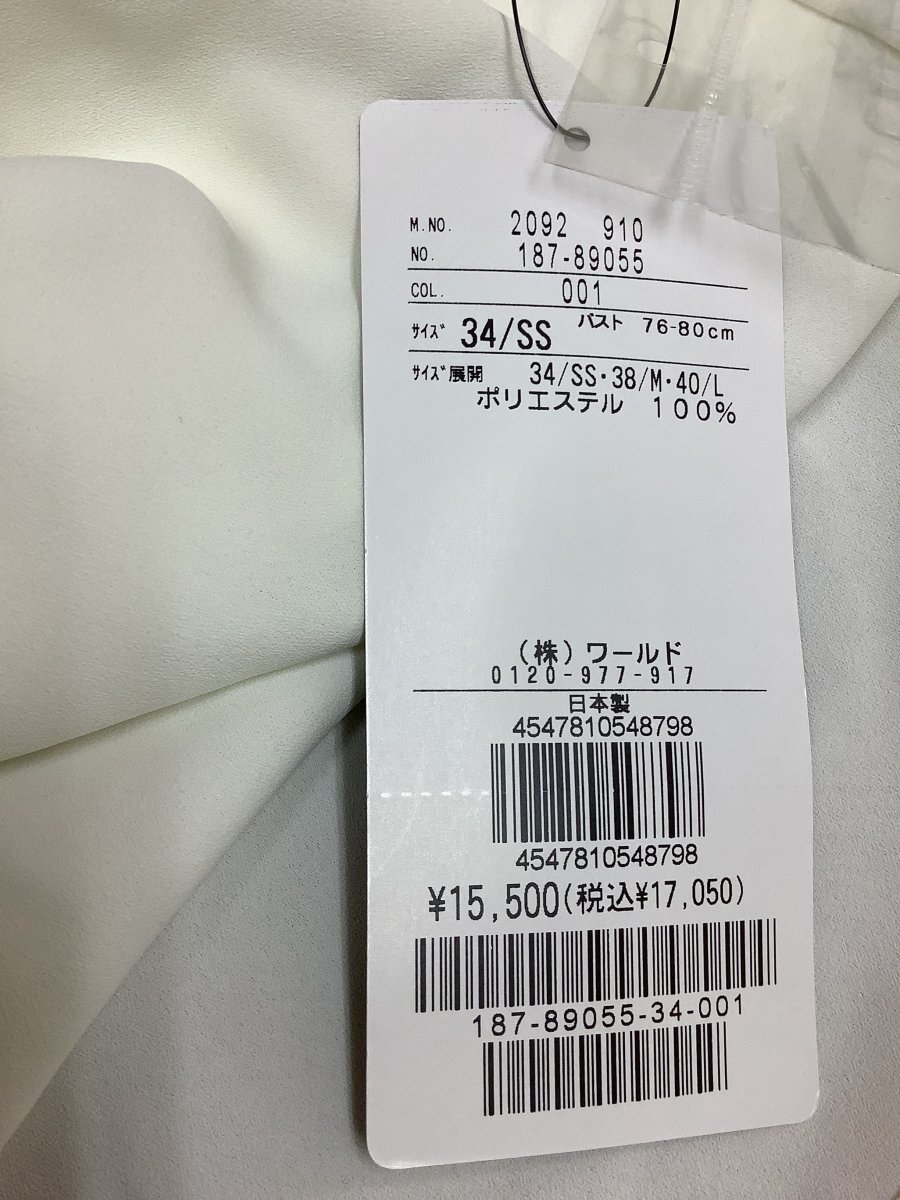 M.NO. 2092 910
NO. 187-89055
COL. 001
サイズ 34/SS バスト 76-80cm
サイズ展開 34/SS・38/M・40/L
ポリエステル 100%
(株)ワールド
0120-977-917
日本製
4547810548798
4547810548798
¥15,500(税込¥17,050)
187-89055-34-001